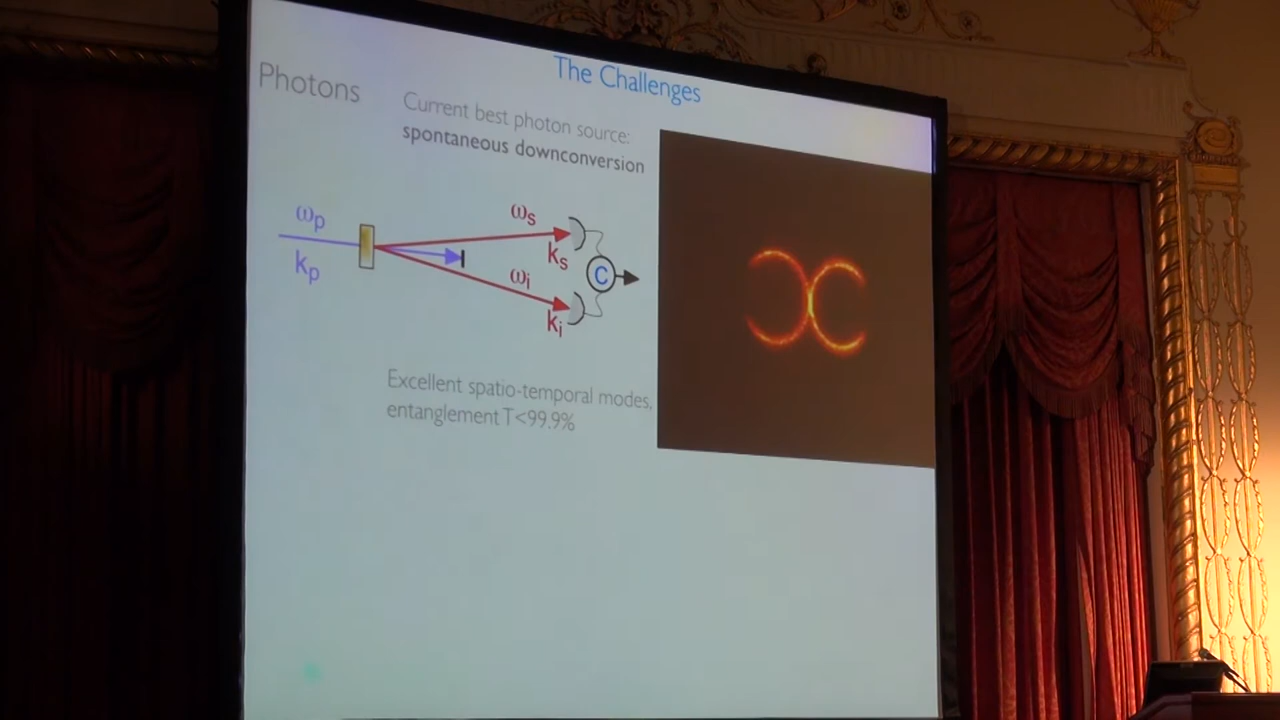 The Challenges
Photons
Current best photon source:
spontaneous downconversion
ωp
kp
ωs
ks
ωi
ki
C
Excellent spatio-temporal modes,
entanglement T<99.9%